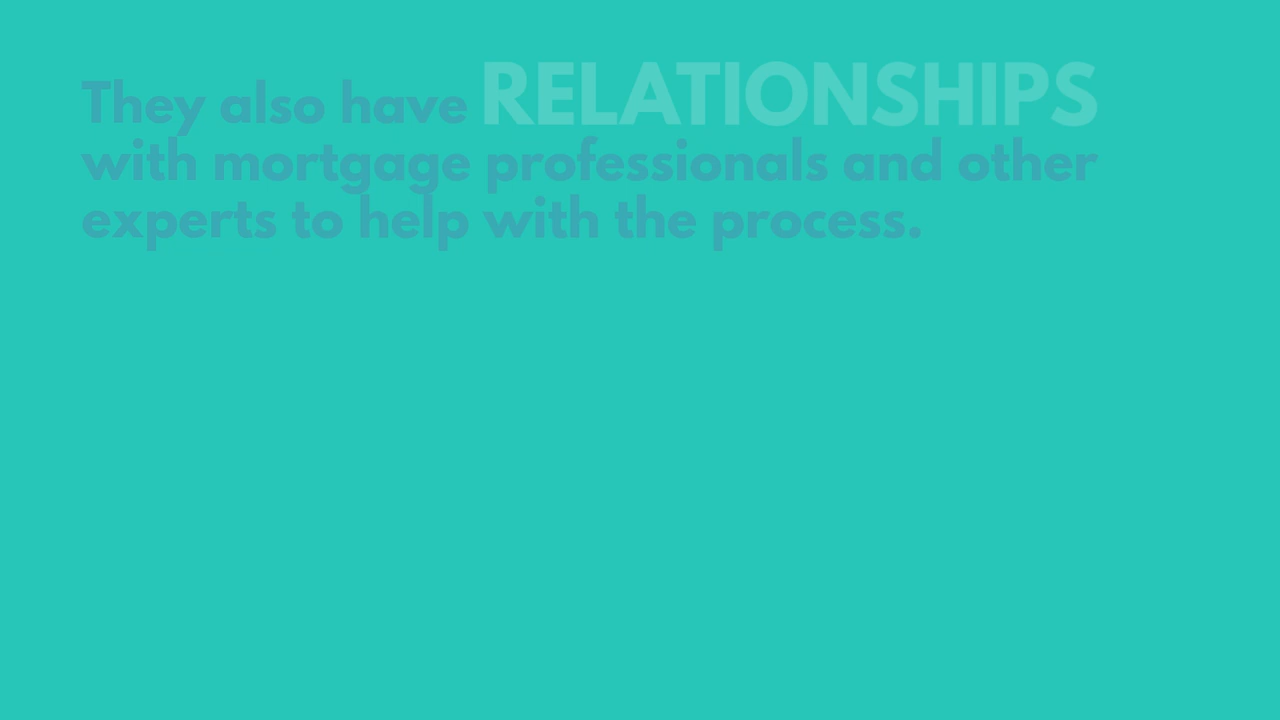 They also have RELATIONSHIPS
with mortgage professionals and other
experts to help with the process.